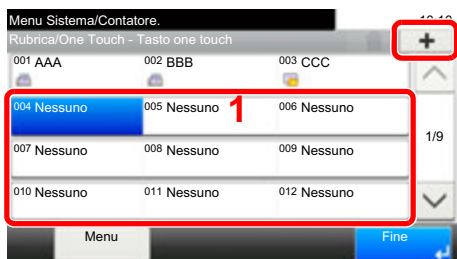 Menu Sistema/Contatore.
Rubrica/One Touch - Tasto one touch
001 AAA 002 BBB 003 CCC
004 Nessuno 005 Nessuno 1 006 Nessuno
1/9
007 Nessuno 008 Nessuno 009 Nessuno
010 Nessuno 011 Nessuno 012 Nessuno
Menu Fine